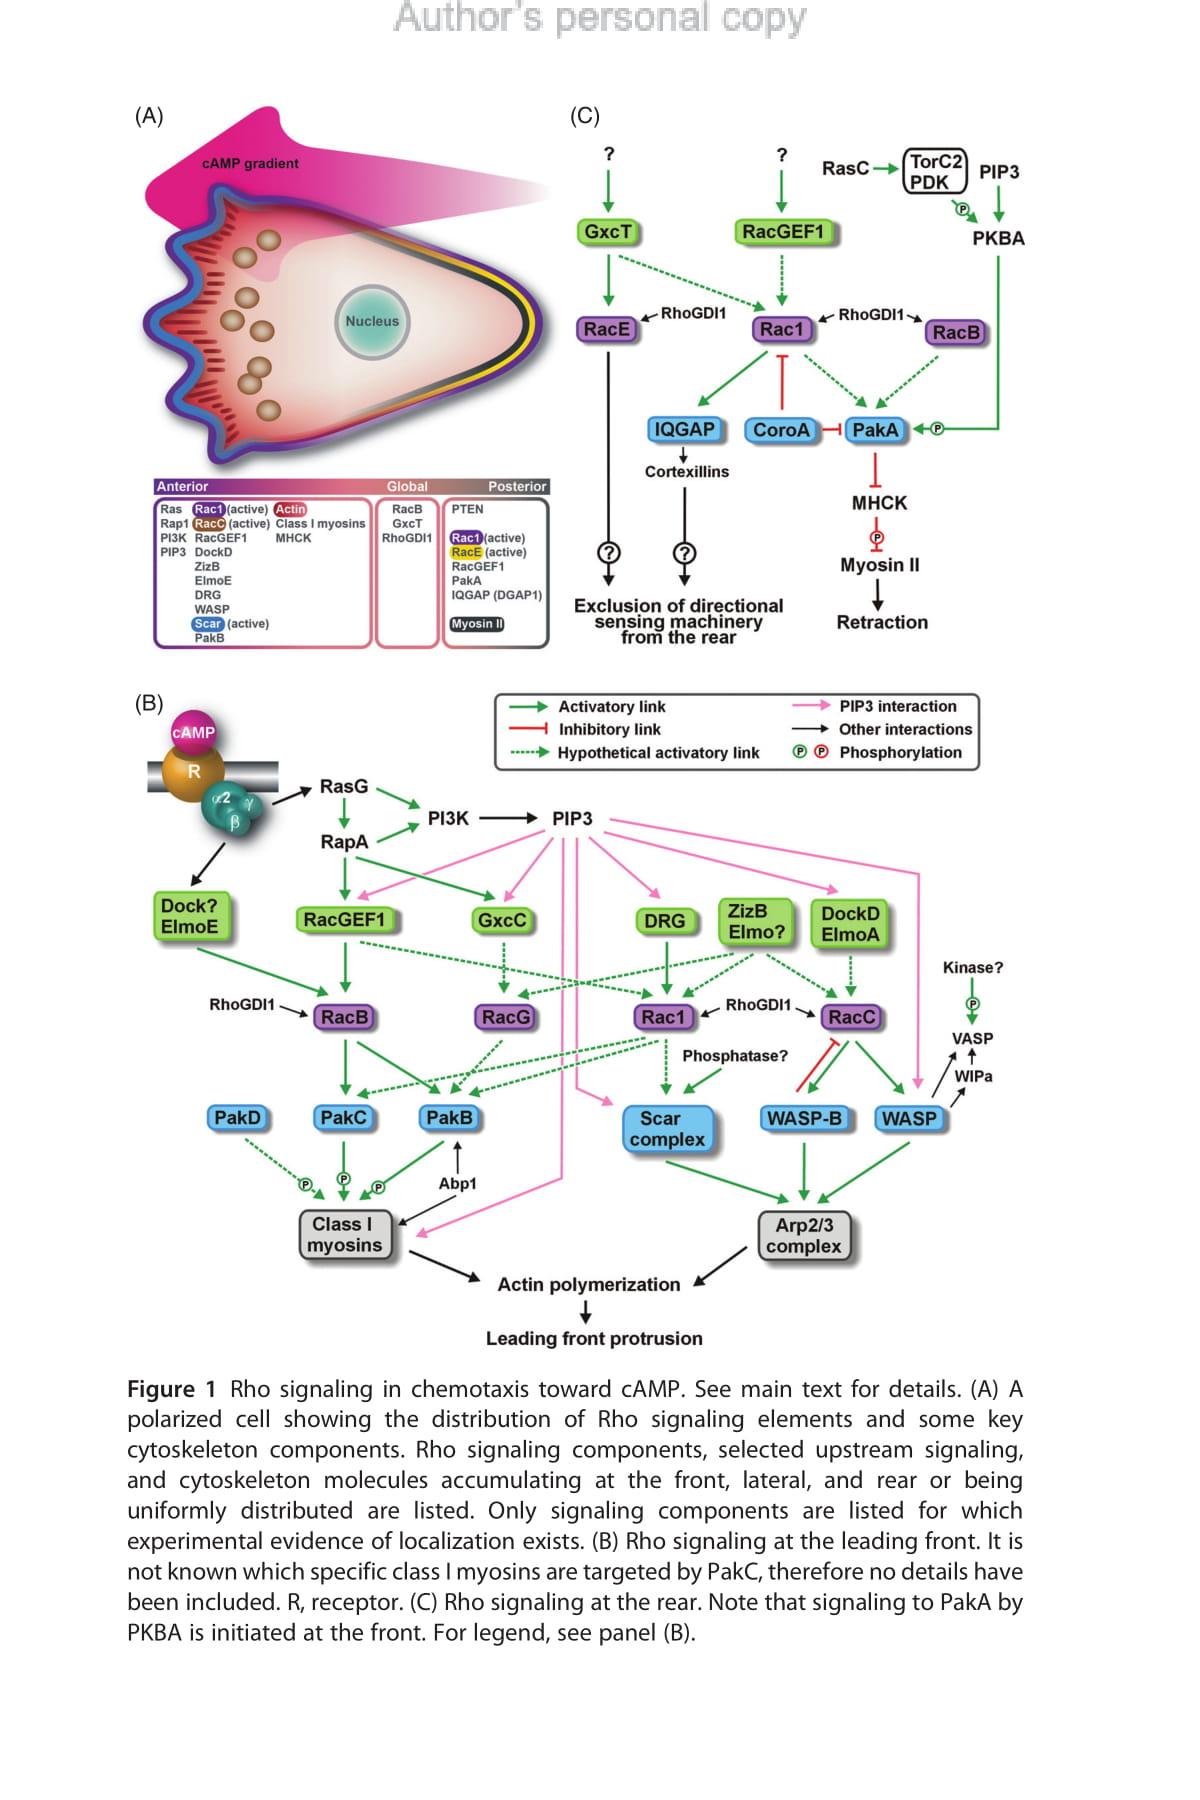 Author's personal copy
(A)
cAMP gradient
Nucleus
Anterior Global Posterior
Ras Rac1 (active) Actin
Rap1 RacC (active) Class I myosins
PI3K RacGEF1 MHCK
PIP3 DockD
ZizB
ElmoE
DRG
WASP
Scar (active)
PakB
RacB
GxcT
RhoGDI1
PTEN
Rac1 (active)
RacE (active)
RacGEF1
PakA
IQGAP (DGAP1)
Myosin II
(C)
? ? RasC TorC2 PDK PIP3
P
GxcT RacGEF1 PKBA
RhoGDI1 RhoGDI1
RacE Rac1 RacB
IQGAP CoroA PakA P
Cortexillins
MHCK
P
? ?
Myosin II
Exclusion of directional
sensing machinery
from the rear
Retraction
(B)
Activatory link PIP3 interaction
Inhibitory link Other interactions
Hypothetical activatory link P P Phosphorylation
cAMP
R
α2 γ
β
RasG
PI3K PIP3
RapA
Dock?
ElmoE
RacGEF1 GxcC DRG
ZizB
Elmo?
DockD
ElmoA
Kinase?
P
RhoGDI1 RhoGDI1
RacB RacG Rac1 RacC
VASP
Phosphatase?
WIPa
PakD PakC PakB
Scar
complex
WASP-B WASP
P P P
Abp1
Class I
myosins
Arp2/3
complex
Actin polymerization
Leading front protrusion
Figure 1 Rho signaling in chemotaxis toward cAMP. See main text for details. (A) A
polarized cell showing the distribution of Rho signaling elements and some key
cytoskeleton components. Rho signaling components, selected upstream signaling,
and cytoskeleton molecules accumulating at the front, lateral, and rear or being
uniformly distributed are listed. Only signaling components are listed for which
experimental evidence of localization exists. (B) Rho signaling at the leading front. It is
not known which specific class I myosins are targeted by PakC, therefore no details have
been included. R, receptor. (C) Rho signaling at the rear. Note that signaling to PakA by
PKBA is initiated at the front. For legend, see panel (B).